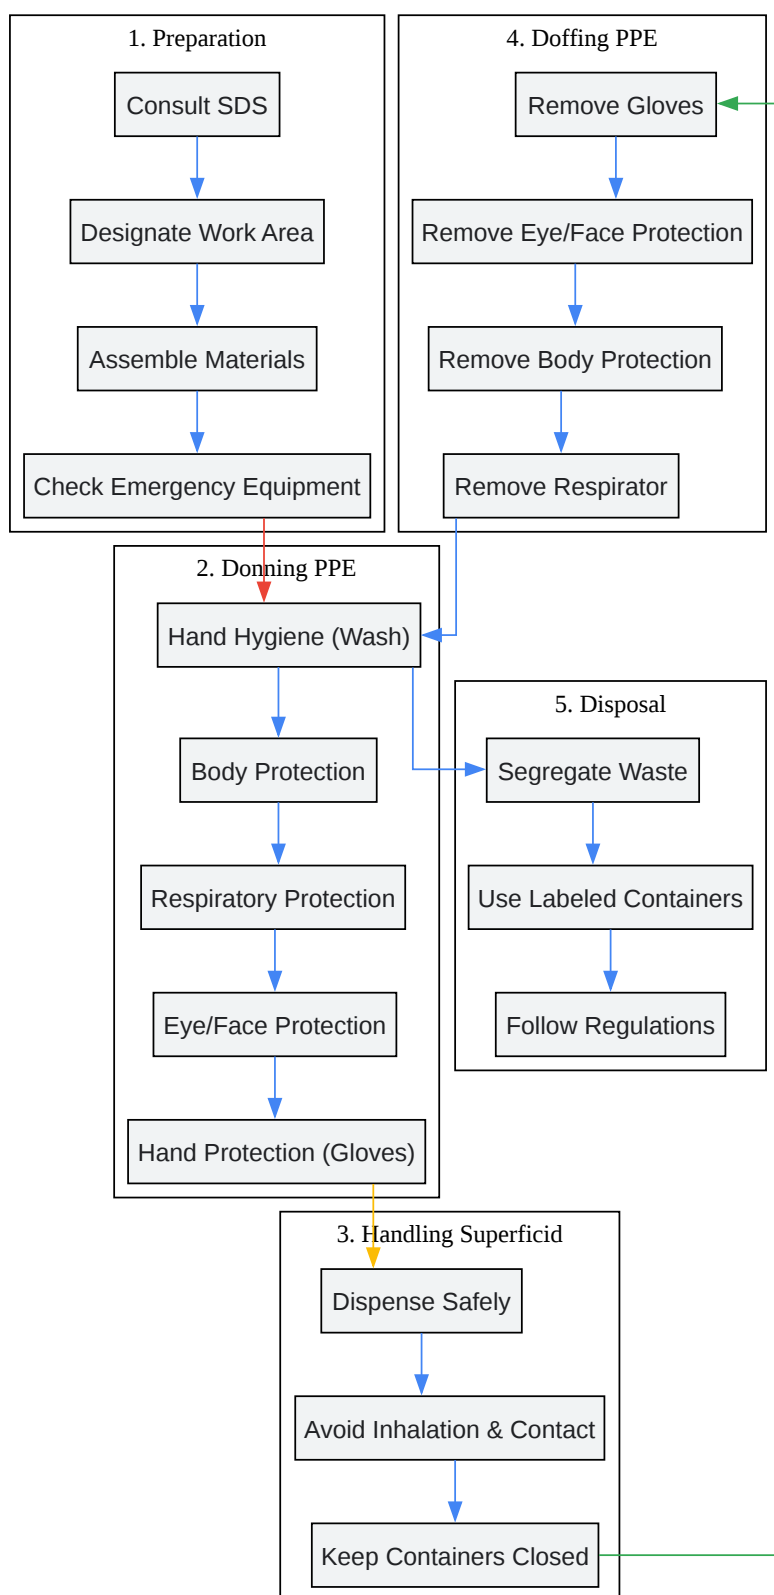 1. Preparation
Consult SDS
Designate Work Area
Assemble Materials
Check Emergency Equipment
4. Doffing PPE
Remove Gloves
Remove Eye/Face Protection
Remove Body Protection
Remove Respirator
2. Donning PPE
Hand Hygiene (Wash)
Body Protection
Respiratory Protection
Eye/Face Protection
Hand Protection (Gloves)
5. Disposal
Segregate Waste
Use Labeled Containers
Follow Regulations
3. Handling Superficid
Dispense Safely
Avoid Inhalation & Contact
Keep Containers Closed